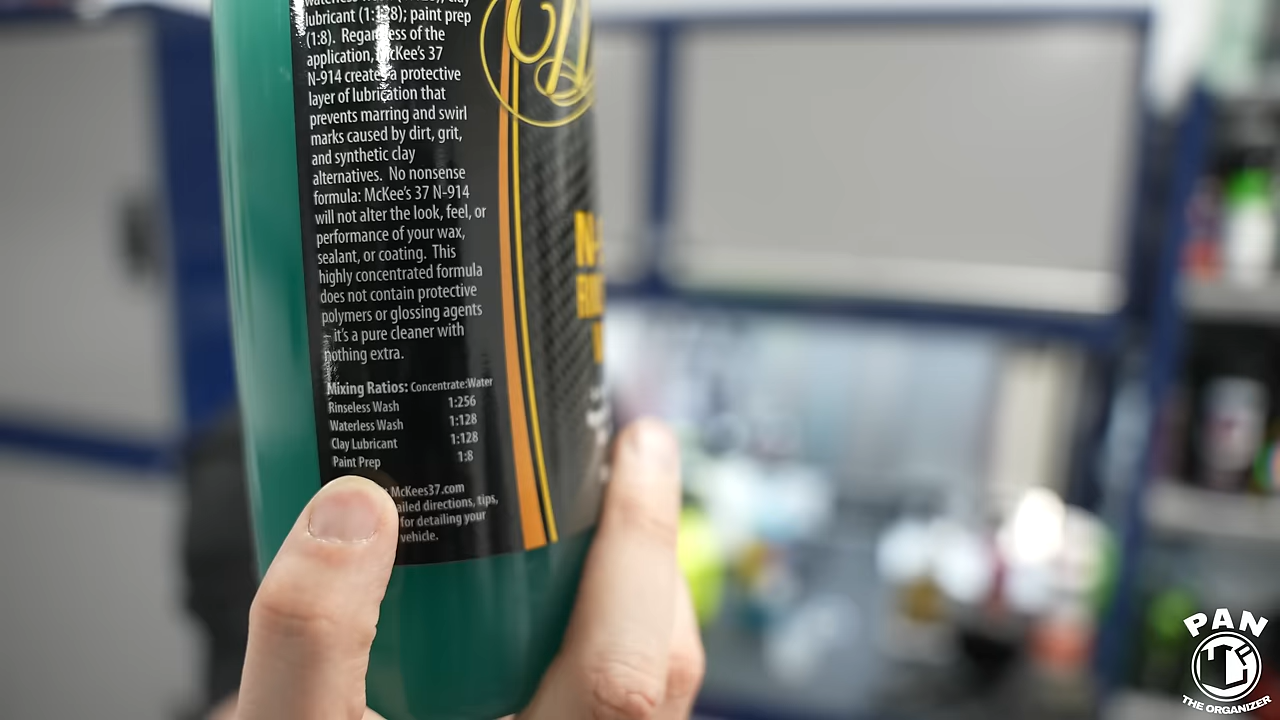 lubricant (1:128); paint prep
(1:8). Regardless of the
application, McKee's 37
N-914 creates a protective
layer of lubrication that
prevents marring and swirl
marks caused by dirt, grit,
and synthetic clay
alternatives. No nonsense
formula: McKee's 37 N-914
will not alter the look, feel, or
performance of your wax,
sealant, or coating. This
highly concentrated formula
does not contain protective
polymers or glossing agents
it's a pure cleaner with
nothing extra.
Mixing Ratios: Concentrate:Water
Rinseless Wash 1:256
Waterless Wash 1:128
Clay Lubricant 1:128
Paint Prep 1:8
McKees37.com
ailed directions, tips,
for detailing your
vehicle.
PAN
THE ORGANIZER